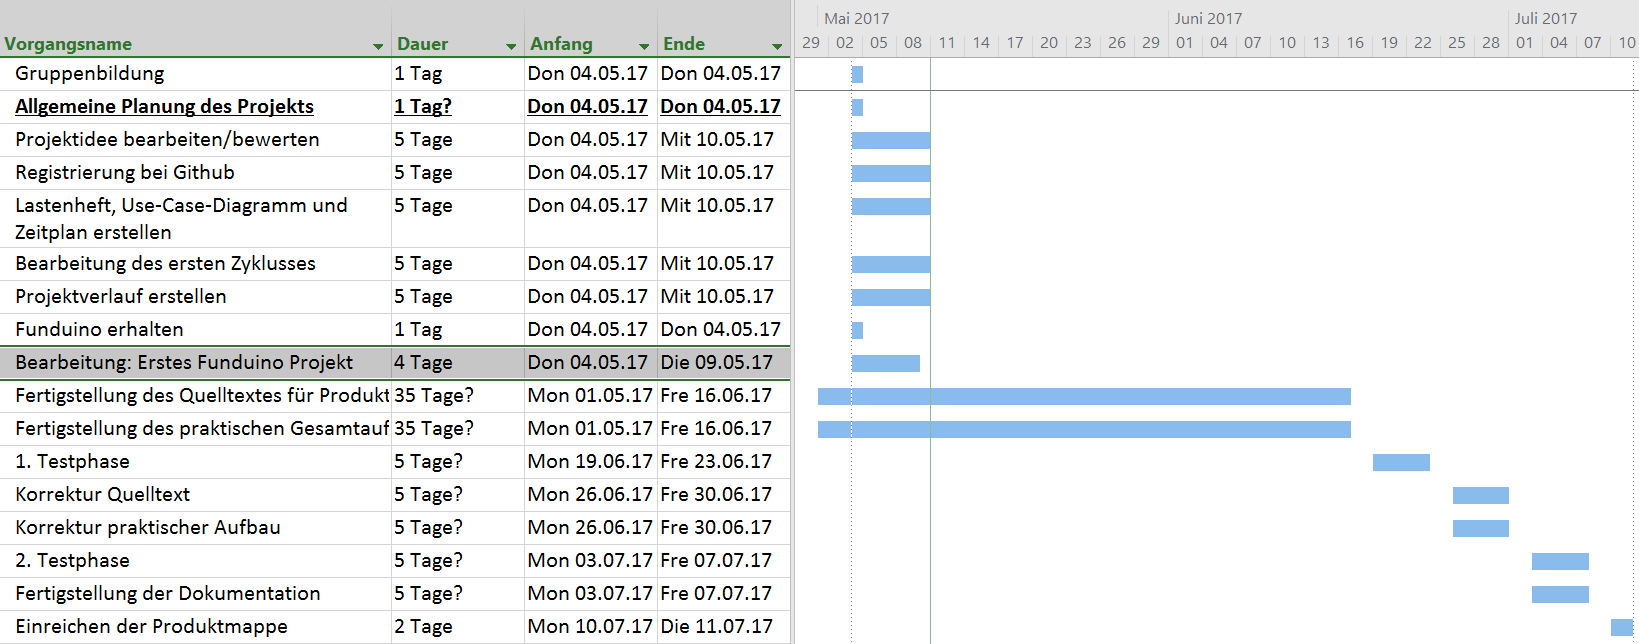 Mai 2017 Juni 2017 Juli 2017
Vorgangsname Dauer Anfang Ende 29 02 05 08 11 14 17 20 23 26 29 01 04 07 10 13 16 19 22 25 28 01 04 07 10
Gruppenbildung 1 Tag Don 04.05.17 Don 04.05.17
Allgemeine Planung des Projekts 1 Tag? Don 04.05.17 Don 04.05.17
Projektidee bearbeiten/bewerten 5 Tage Don 04.05.17 Mit 10.05.17
Registrierung bei Github 5 Tage Don 04.05.17 Mit 10.05.17
Lastenheft, Use-Case-Diagramm und 5 Tage Don 04.05.17 Mit 10.05.17
Zeitplan erstellen
Bearbeitung des ersten Zyklusses 5 Tage Don 04.05.17 Mit 10.05.17
Projektverlauf erstellen 5 Tage Don 04.05.17 Mit 10.05.17
Funduino erhalten 1 Tag Don 04.05.17 Don 04.05.17
Bearbeitung: Erstes Funduino Projekt 4 Tage Don 04.05.17 Die 09.05.17
Fertigstellung des Quelltextes für Produkt 35 Tage? Mon 01.05.17 Fre 16.06.17
Fertigstellung des praktischen Gesamtauf 35 Tage? Mon 01.05.17 Fre 16.06.17
1. Testphase 5 Tage? Mon 19.06.17 Fre 23.06.17
Korrektur Quelltext 5 Tage? Mon 26.06.17 Fre 30.06.17
Korrektur praktischer Aufbau 5 Tage? Mon 26.06.17 Fre 30.06.17
2. Testphase 5 Tage? Mon 03.07.17 Fre 07.07.17
Fertigstellung der Dokumentation 5 Tage? Mon 03.07.17 Fre 07.07.17
Einreichen der Produktmappe 2 Tage Mon 10.07.17 Die 11.07.17